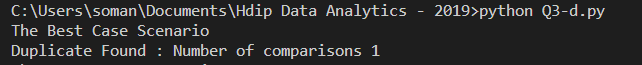 C:\Users\soman\Documents\Hdip Data Analytics - 2019>python Q3-d.py
The Best Case Scenario
Duplicate Found : Number of comparisons 1